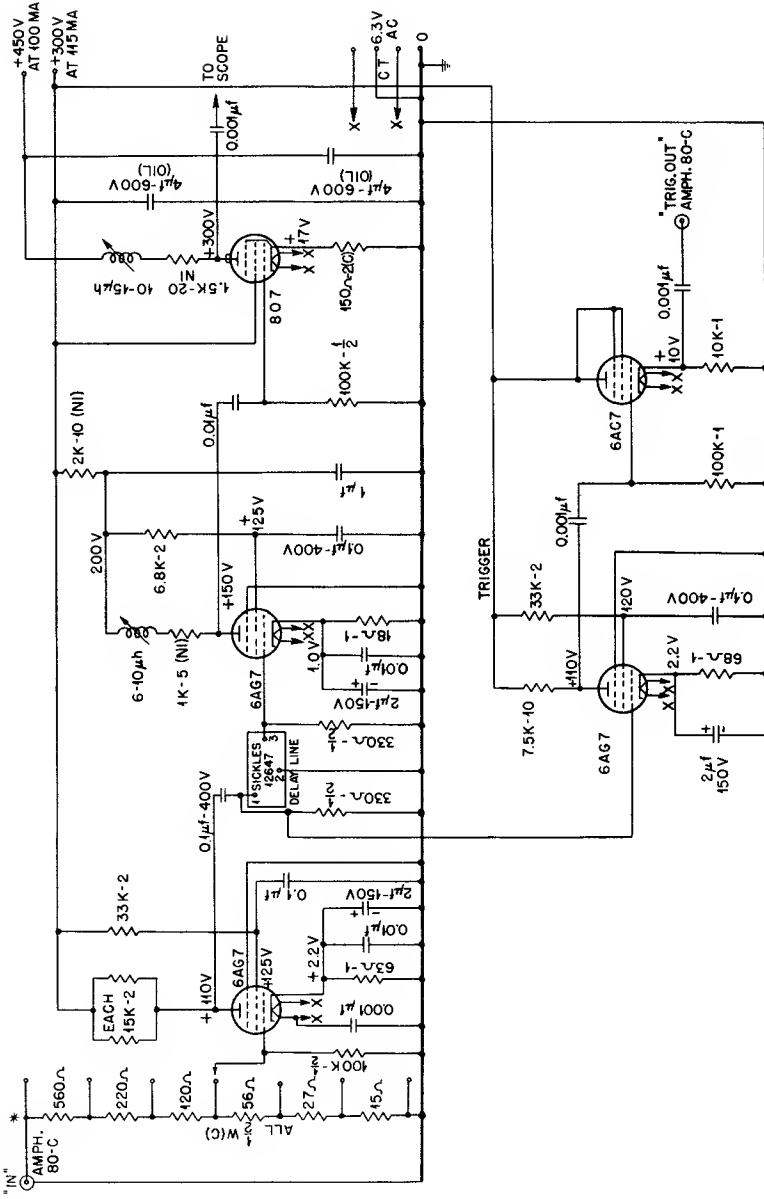 "IN"
AMPH.
80-C
*
560Ω
220Ω
120Ω
56Ω
27Ω
15Ω
ALL
½ W(C)
EACH
15K-2
33K-2
+110V
6AG7
+125V
+2.2V
100K-½
0.001
μf
63Ω-1
0.01μf
2μf-150V
0.1μf
0.1μf-400V
1 SICKLES 3
12647
2
DELAY LINE
330Ω-½
330Ω-½
6-10μh
1K-5 (NI)
200V
6.8K-2
2K-10 (NI)
+150V
6AG7
+125V
1.0V
2μf-150V
0.01μf
18Ω-1
0.1μf-400V
1μf
0.01μf
100K-½
+450V
AT 100 MA
+300V
AT 115 MA
10-15μh
1.5K-20
NI
+300V
807
+17V
150Ω-2(C)
4μf-600V
(OIL)
4μf-600V
(OIL)
0.001μf
TO
SCOPE
X
X
CT
6.3V
AC
0
TRIGGER
7.5K-10
33K-2
+110V
6AG7
120V
2.2V
2μf
150V
68Ω-1
0.1μf-400V
0.001μf
100K-1
6AG7
+
10V
10K-1
0.001μf
"TRIG.OUT"
AMPH. 80-C
X
X
X
X
X
X
X
X
X
X